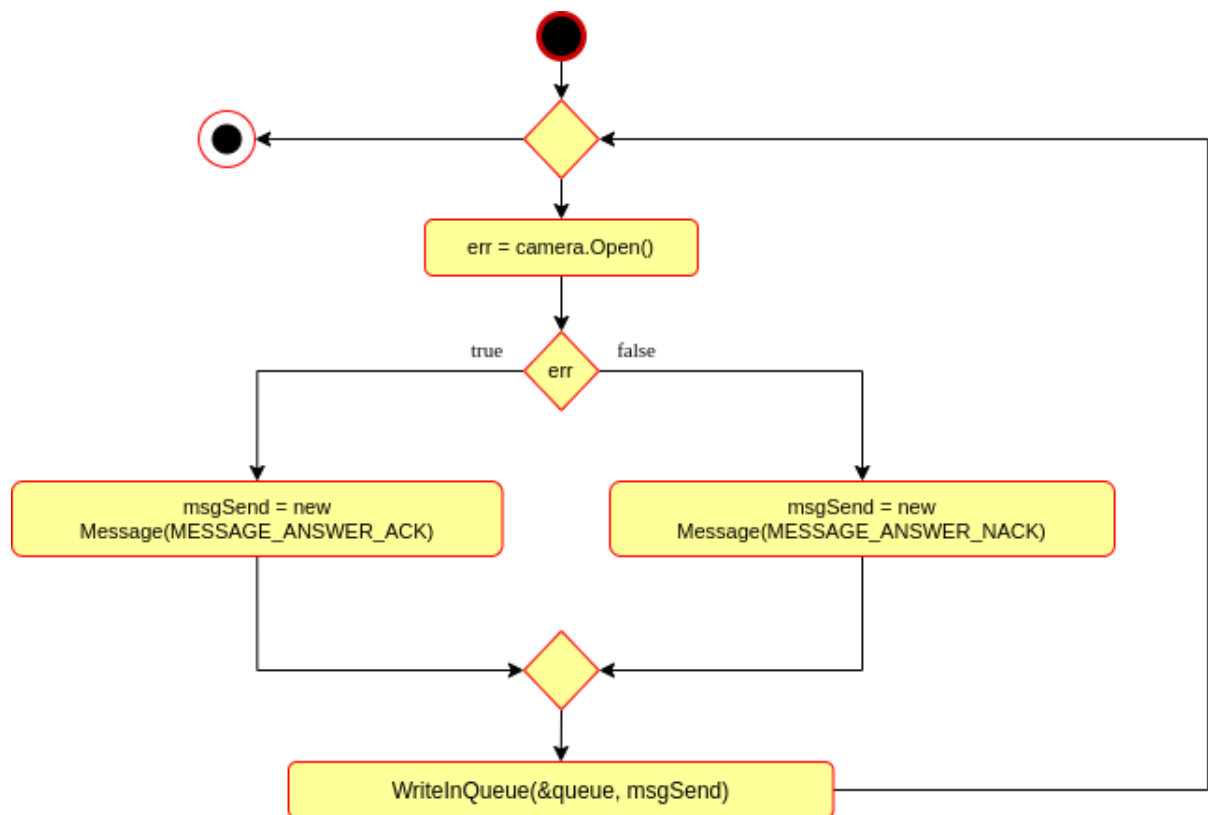 err = camera.Open()
true
false
err
msgSend = new
Message(MESSAGE_ANSWER_ACK)
msgSend = new
Message(MESSAGE_ANSWER_NACK)
WriteInQueue(&queue, msgSend)